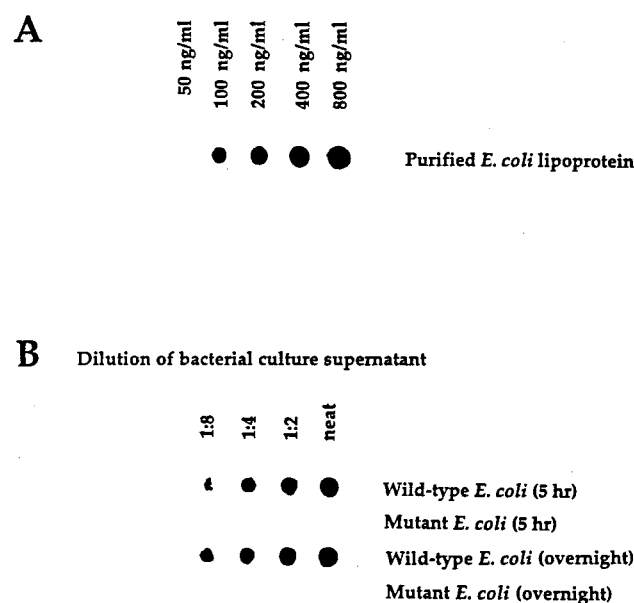 A
50 ng/ml
100 ng/ml
200 ng/ml
400 ng/ml
800 ng/ml
Purified E. coli lipoprotein
B Dilution of bacterial culture supernatant
1:8
1:4
1:2
neat
Wild-type E. coli (5 hr)
Mutant E. coli (5 hr)
Wild-type E. coli (overnight)
Mutant E. coli (overnight)